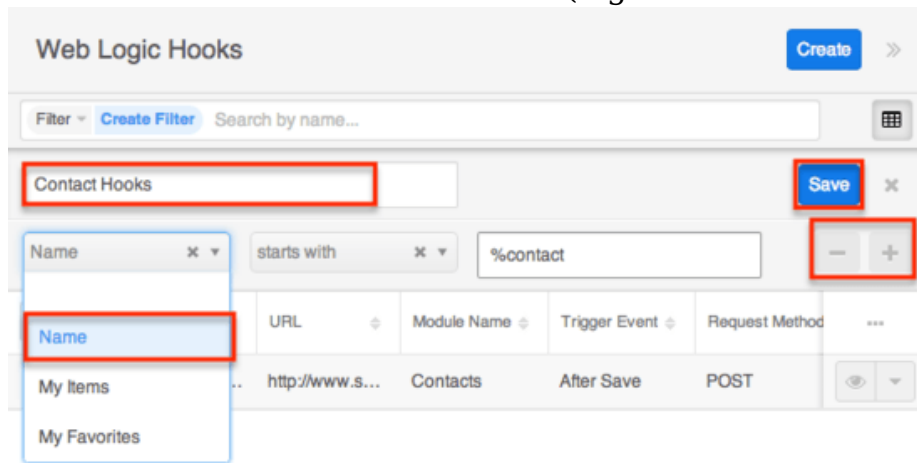 Web Logic Hooks Create »
Filter Create Filter Search by name...
Contact Hooks Save ×
Name × starts with × %contact − +
Name URL Module Name Trigger Event Request Method ...
My Items .. http://www.s... Contacts After Save POST
My Favorites